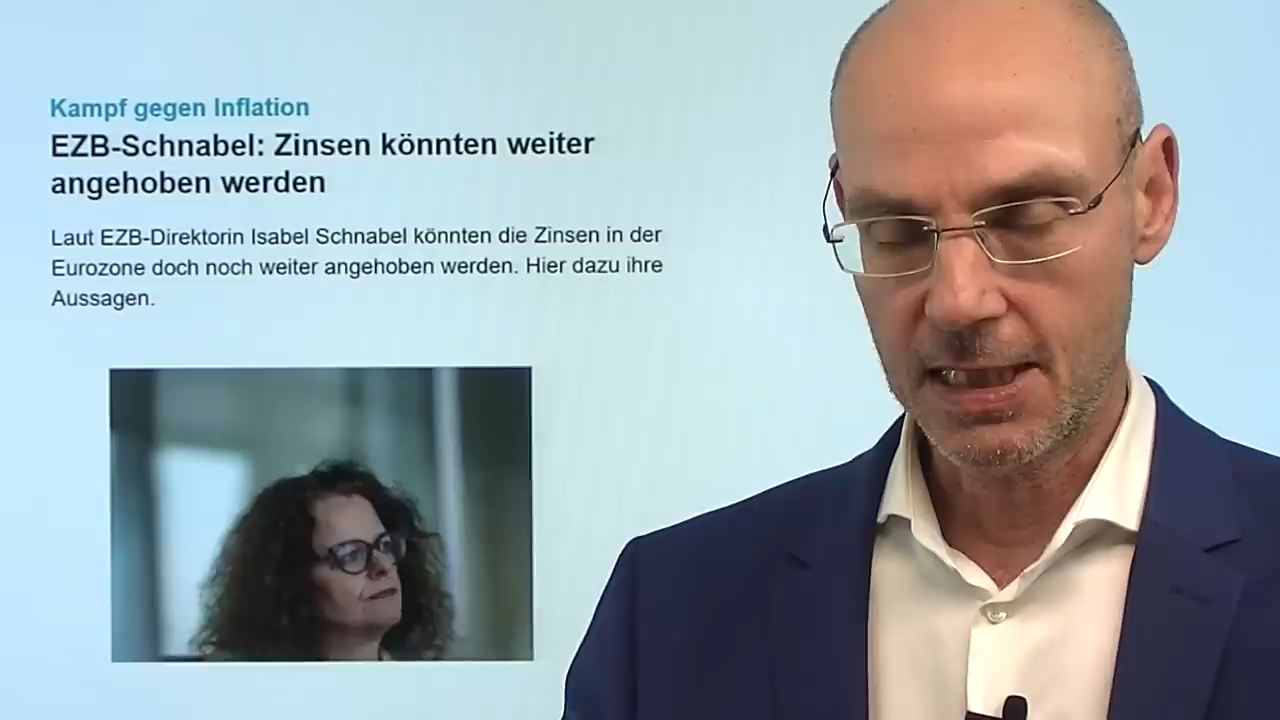 Kampf gegen Inflation
EZB-Schnabel: Zinsen könnten weiter
angehoben werden
Laut EZB-Direktorin Isabel Schnabel könnten die Zinsen in der
Eurozone doch noch weiter angehoben werden. Hier dazu ihre
Aussagen.